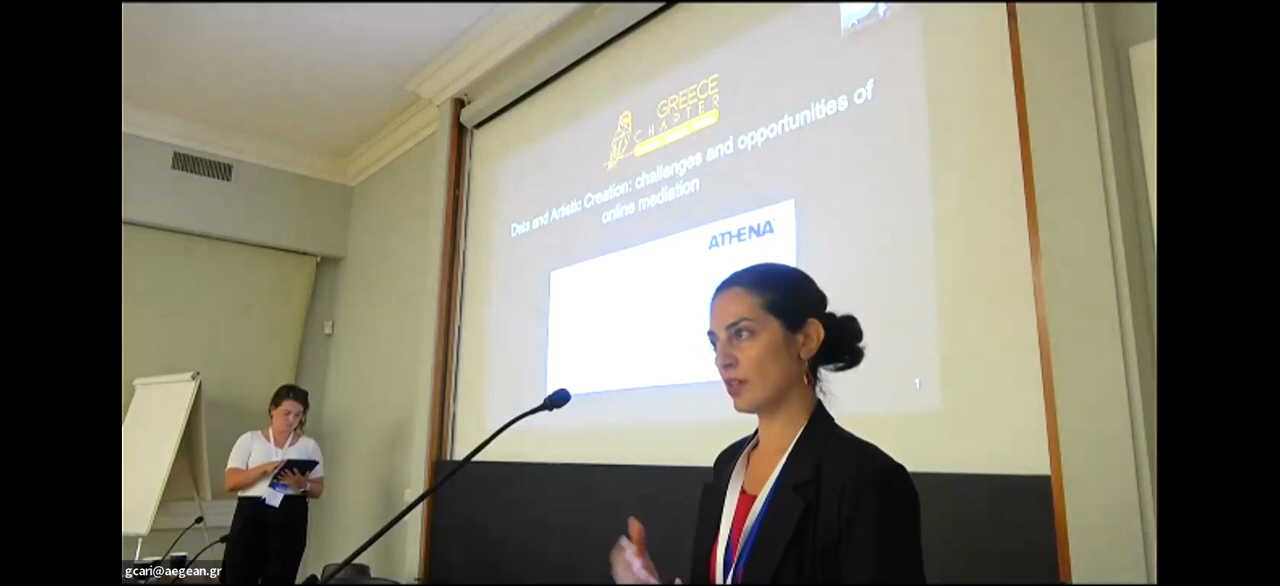 GREECE
CHAPTER
Data and Artistic Creation: challenges and opportunities of
online mediation
ATHENA
1
gcari@aegean.gr